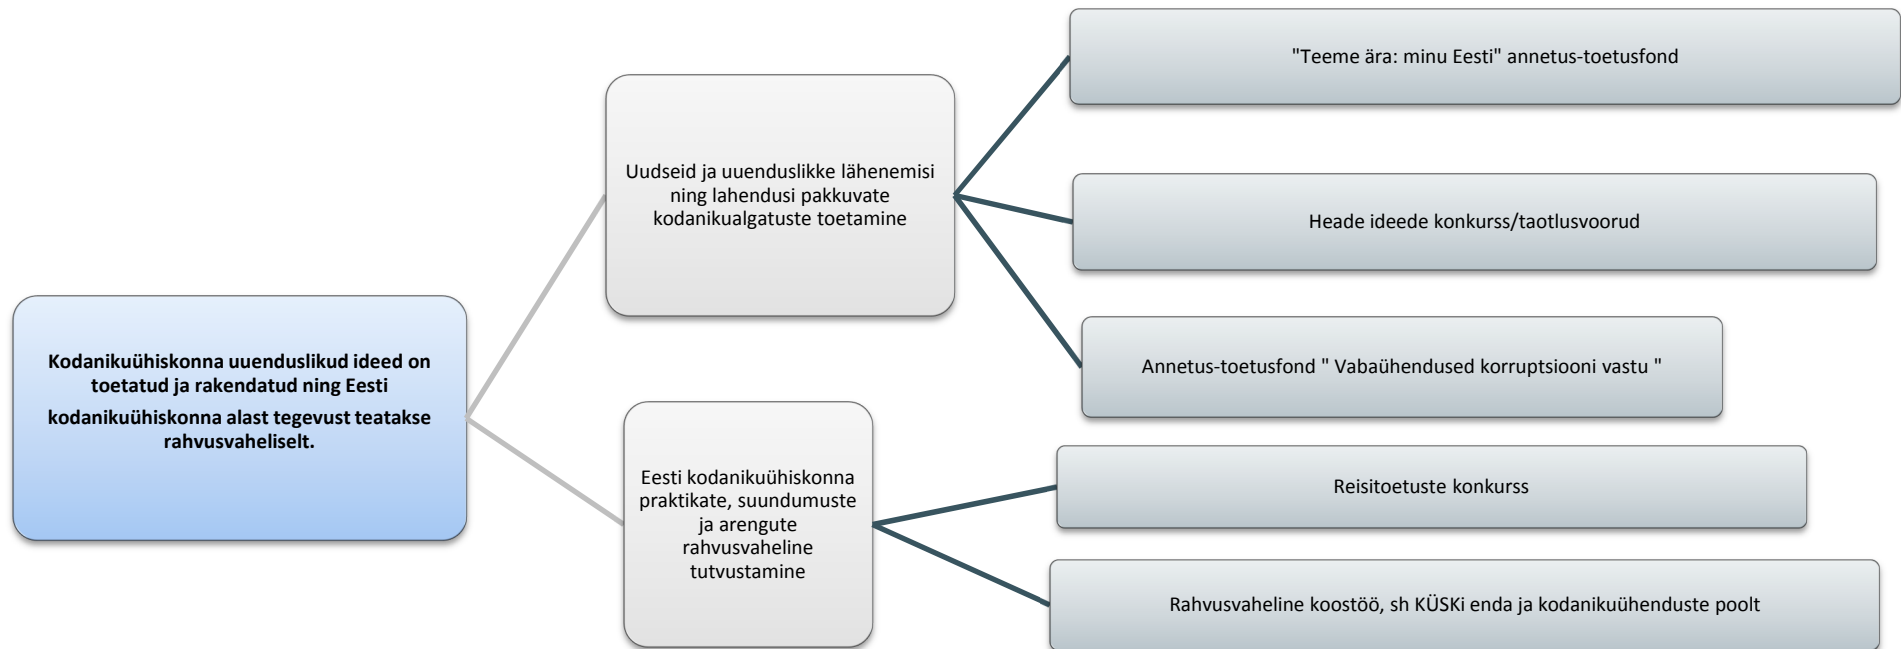 Kodanikuühiskonna uuenduslikud ideed on
toetatud ja rakendatud ning Eesti
kodanikuühiskonna alast tegevust teatakse
rahvusvaheliselt.
Uudseid ja uuenduslikke lähenemisi
ning lahendusi pakkuvate
kodanikualgatuste toetamine
"Teeme ära: minu Eesti" annetus-toetusfond
Heade ideede konkurss/taotlusvoorud
Annetus-toetusfond " Vabaühendused korruptsiooni vastu "
Eesti kodanikuühiskonna
praktikate, suundumuste
ja arengute
rahvusvaheline
tutvustamine
Reisitoetuste konkurss
Rahvusvaheline koostöö, sh KÜSKi enda ja kodanikuühenduste poolt